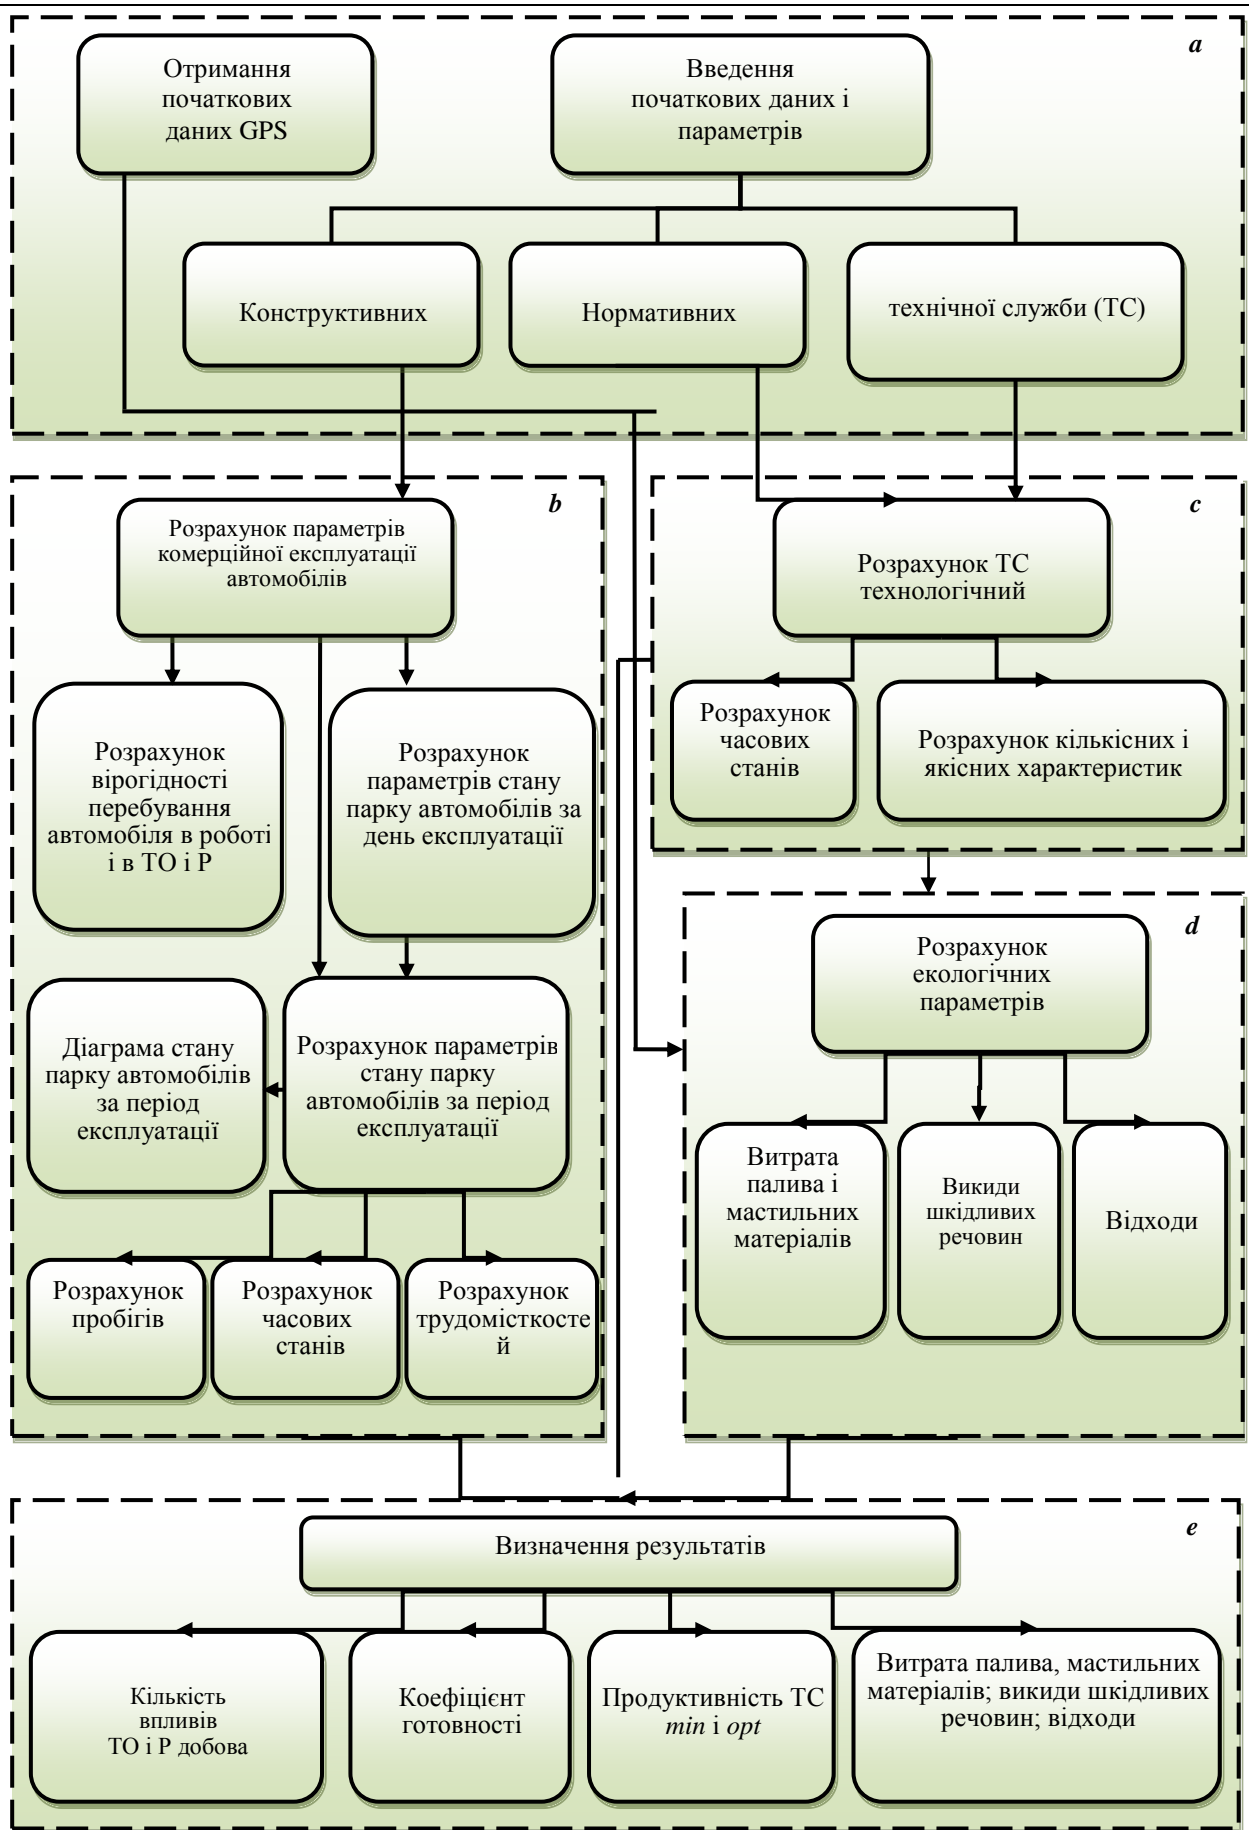 a
Отримання
початкових
даних GPS
Введення
початкових даних і
параметрів
Конструктивних
Нормативних
технічної служби (ТС)
b
Розрахунок параметрів
комерційної експлуатації
автомобілів
Розрахунок
вірогідності
перебування
автомобіля в роботі
і в ТО і Р
Розрахунок
параметрів стану
парку автомобілів за
день експлуатації
Діаграма стану
парку автомобілів
за період
експлуатації
Розрахунок параметрів
стану парку
автомобілів за період
експлуатації
Розрахунок
пробігів
Розрахунок
часових
станів
Розрахунок
трудомісткосте
й
c
Розрахунок ТС
технологічний
Розрахунок
часових
станів
Розрахунок кількісних і
якісних характеристик
d
Розрахунок
екологічних
параметрів
Витрата
палива і
мастильних
матеріалів
Викиди
шкідливих
речовин
Відходи
e
Визначення результатів
Кількість
впливів
ТО і Р добова
Коефіцієнт
готовності
Продуктивність ТС
min і opt
Витрата палива, мастильних
матеріалів; викиди шкідливих
речовин; відходи